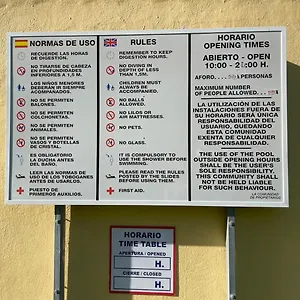 NORMAS DE USO
RECUERDE LAS HORAS
DE DIGESTION.
NO TIRARSE DE CABEZA
EN PROFUNDIDADES
INFERIORES A 1,5 M.
LOS NIÑOS MENORES
DEBERÁN IR SIEMPRE
ACOMPAÑADOS.
NO SE PERMITEN
BALONES.
NO SE PERMITEN
COLCHONETAS.
NO SE PERMITEN
ANIMALES.
NO SE PERMITEN
VASOS Y BOTELLAS
DE CRISTAL.
ES OBLIGATORIO
LA DUCHA ANTES
DEL BAÑO.
LEER LAS NORMAS DE USO
DE LOS TOBOGANES
ANTES DE USARLOS.
PUESTO DE
PRIMEROS AUXILIOS.
RULES
REMEMBER TO KEEP
DIGESTION HOURS.
NO DIVING IN
DEPTH OF LESS
THAN 1,5M.
CHILDREN MUST
ALWAYS BE
ACCOMPANIED.
NO BALLS
ALLOWED.
NO LILOS OR
AIR MATTRESSES.
NO PETS.
NO GLASS.
IT IS COMPULSORY TO
USE THE SHOWER BEFORE
SWIMMING.
PLEASE READ THE RULES
POSTED BY THE SLIDES
BEFORE USING THEM.
FIRST AID.
HORARIO
OPENING TIMES
ABIERTO - OPEN
10:00 - H.
AFORO PERSONAS
MAXIMUM NUMBER
OF PEOPLE ALLOWED
LA UTILIZACIÓN DE LAS
INSTALACIONES FUERA DE
SU HORARIO SERÁ ÚNICA
RESPONSABILIDAD DEL
USUARIO, QUEDANDO
ESTA COMUNIDAD
EXENTA DE CUALQUIER
RESPONSABILIDAD.
THE USE OF THE POOL
OUTSIDE OPENING HOURS
SHALL BE THE USER'S
SOLE RESPONSIBILITY.
THIS COMMUNITY SHALL
NOT BE HELD LIABLE
FOR SUCH BEHAVIOUR.
LA COMUNIDAD
DE PROPIETARIOS
HORARIO
TIME TABLE
APERTURA / OPENED
H.
CIERRE / CLOSED
H.